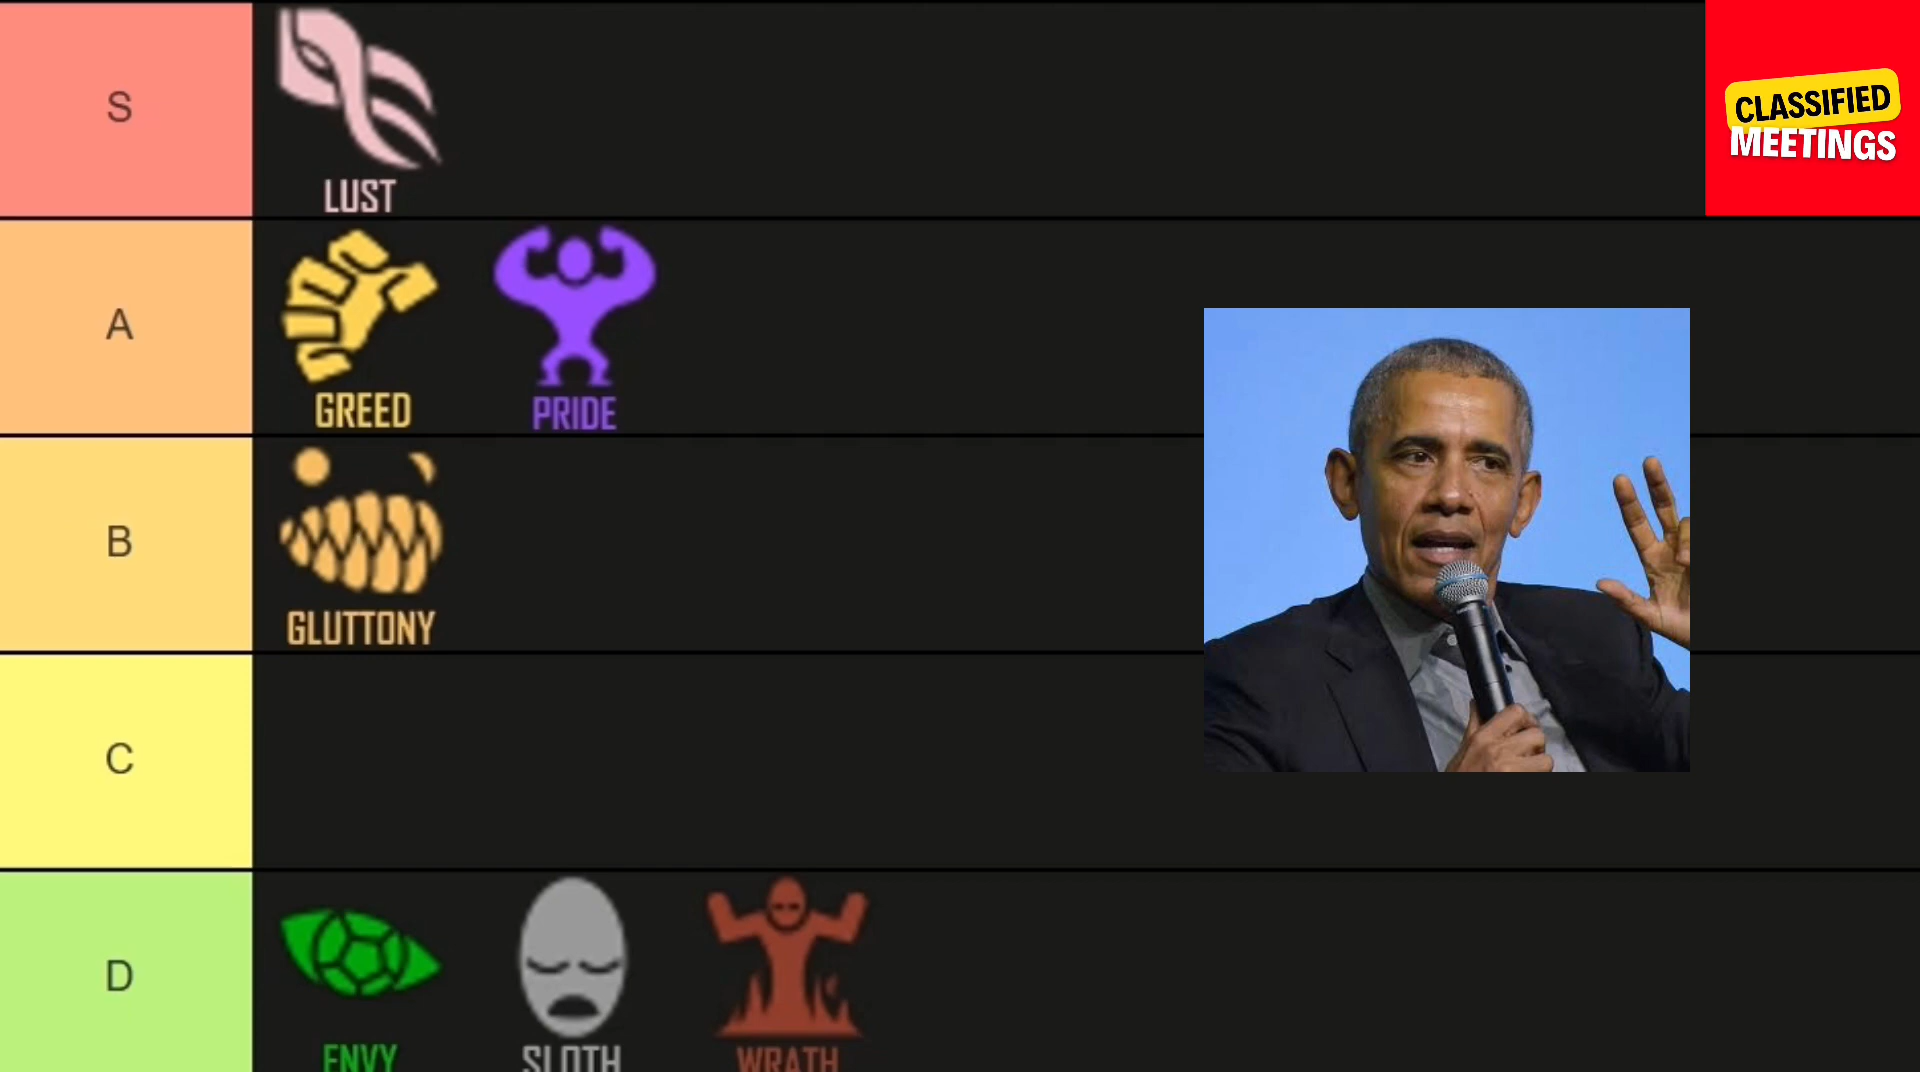 S
LUST
CLASSIFIED
MEETINGS
A
GREED
PRIDE
B
GLUTTONY
C
D
ENVY
SLOTH
WRATH